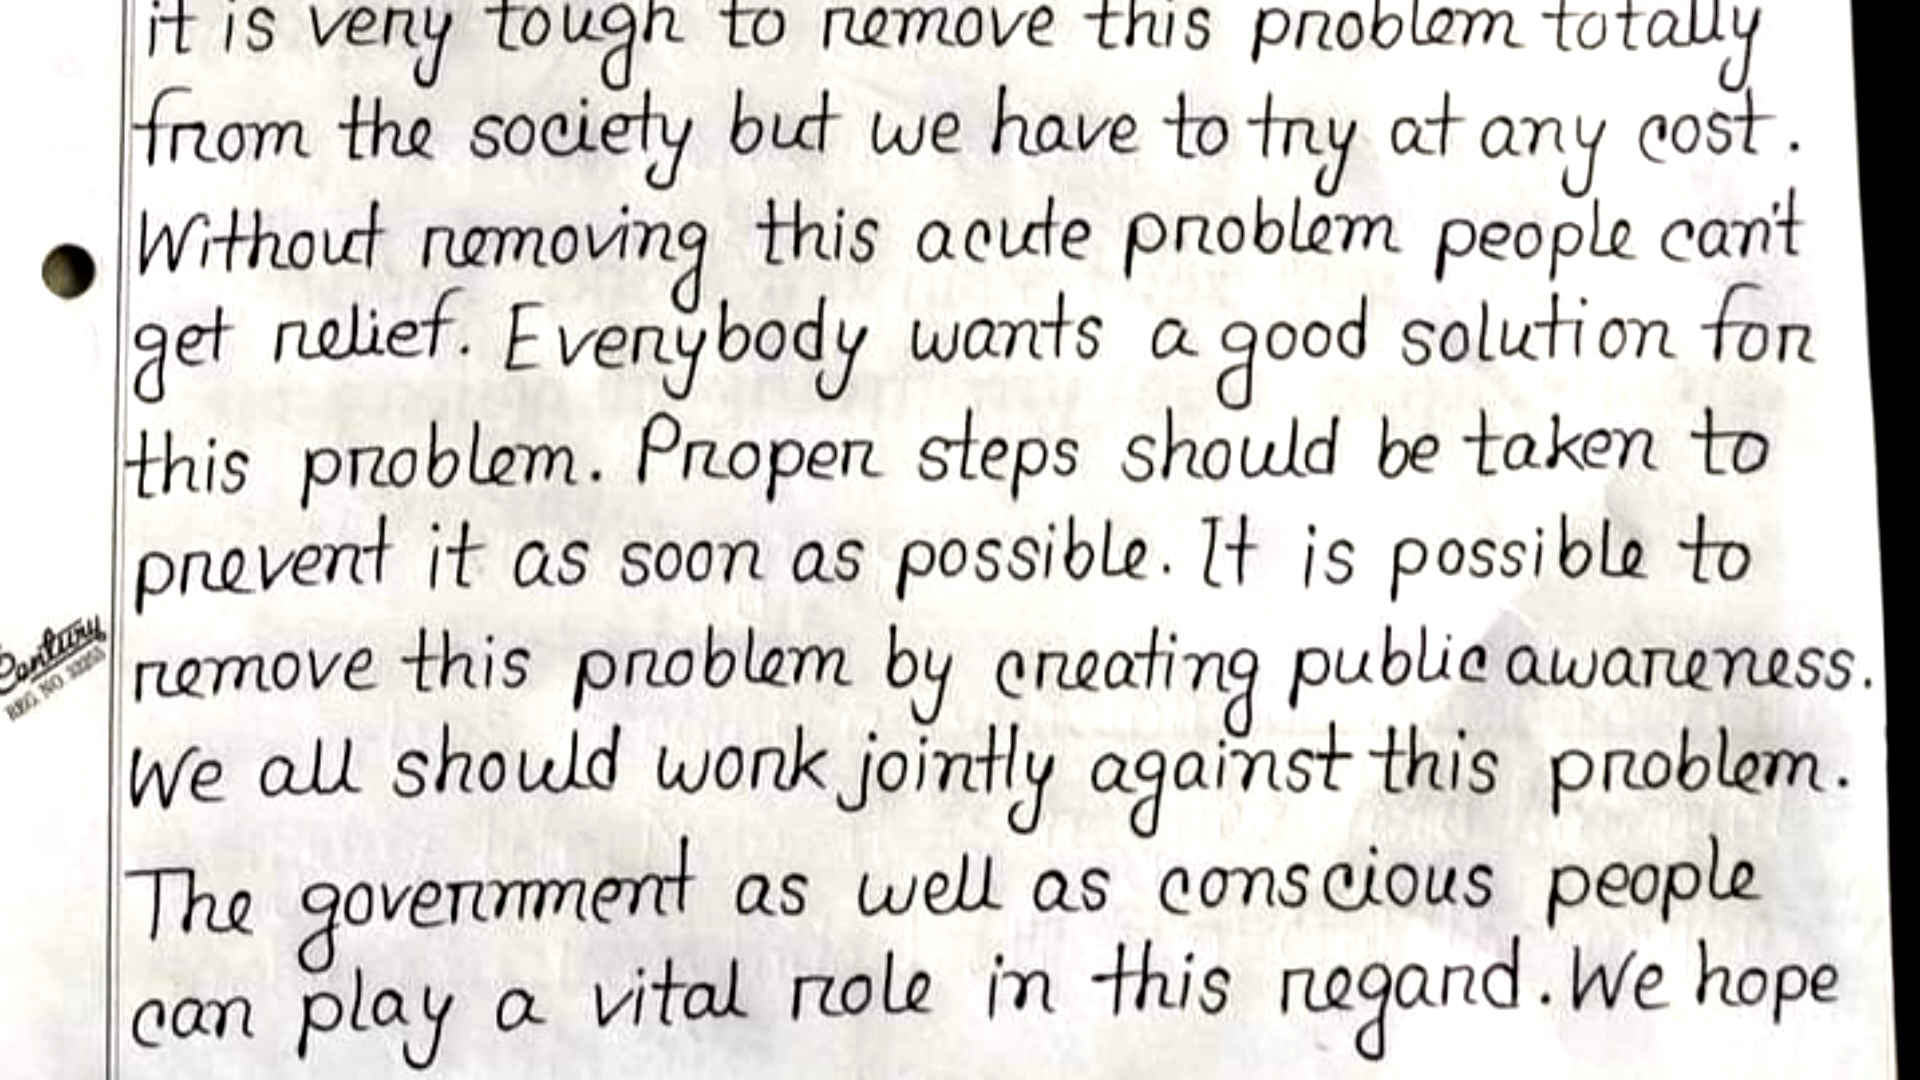 it is very tough to remove this problem totally
from the society but we have to try at any cost.
Without removing this acute problem people can't
get relief. Everybody wants a good solution for
this problem. Proper steps should be taken to
prevent it as soon as possible. It is possible to
remove this problem by creating public awareness.
We all should work jointly against this problem.
The government as well as conscious people
can play a vital role in this regard. We hope
Century
REG. NO